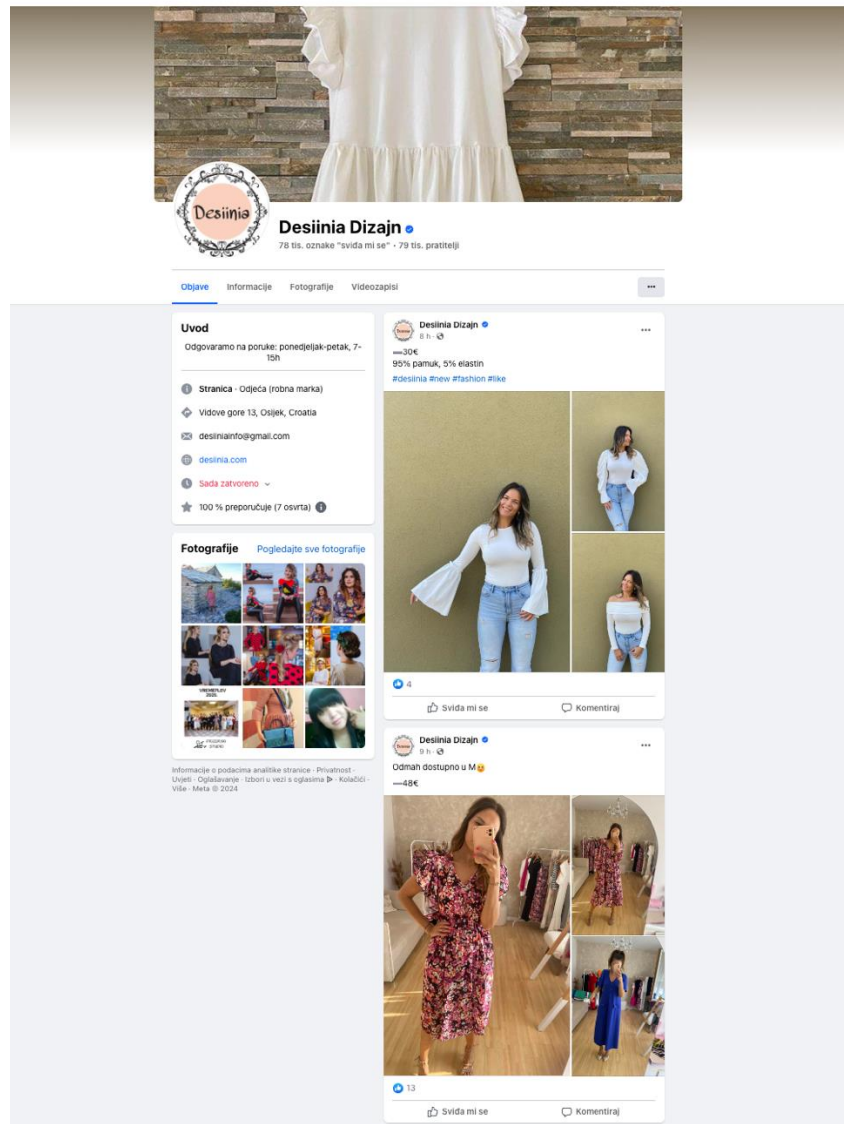 Desiinia
Desiinia Dizajn
78 tis. oznake "sviđa mi se" • 79 tis. pratitelji
Objave Informacije Fotografije Videozapisi
Uvod
Odgovaramo na poruke: ponedjeljak-petak, 7-
15h
Stranica · Odjeća (robna marka)
Vidove gore 13, Osijek, Croatia
desiiniainfo@gmail.com
desiinia.com
Sada zatvoreno
100 % preporučuje (7 osvrta)
Fotografije Pogledajte sve fotografije
VREMEPLOV
2020.
Informacije o podacima analitike stranice · Privatnost ·
Uvjeti · Oglašavanje · Izbori u vezi s oglasima · Kolačići ·
Više · Meta © 2024
Desiinia Dizajn
8 h ·
—30€
95% pamuk, 5% elastin
#desiinia #new #fashion #like
4
Sviđa mi se Komentiraj
Desiinia Dizajn
9 h ·
Odmah dostupno u M
—48€
13
Sviđa mi se Komentiraj